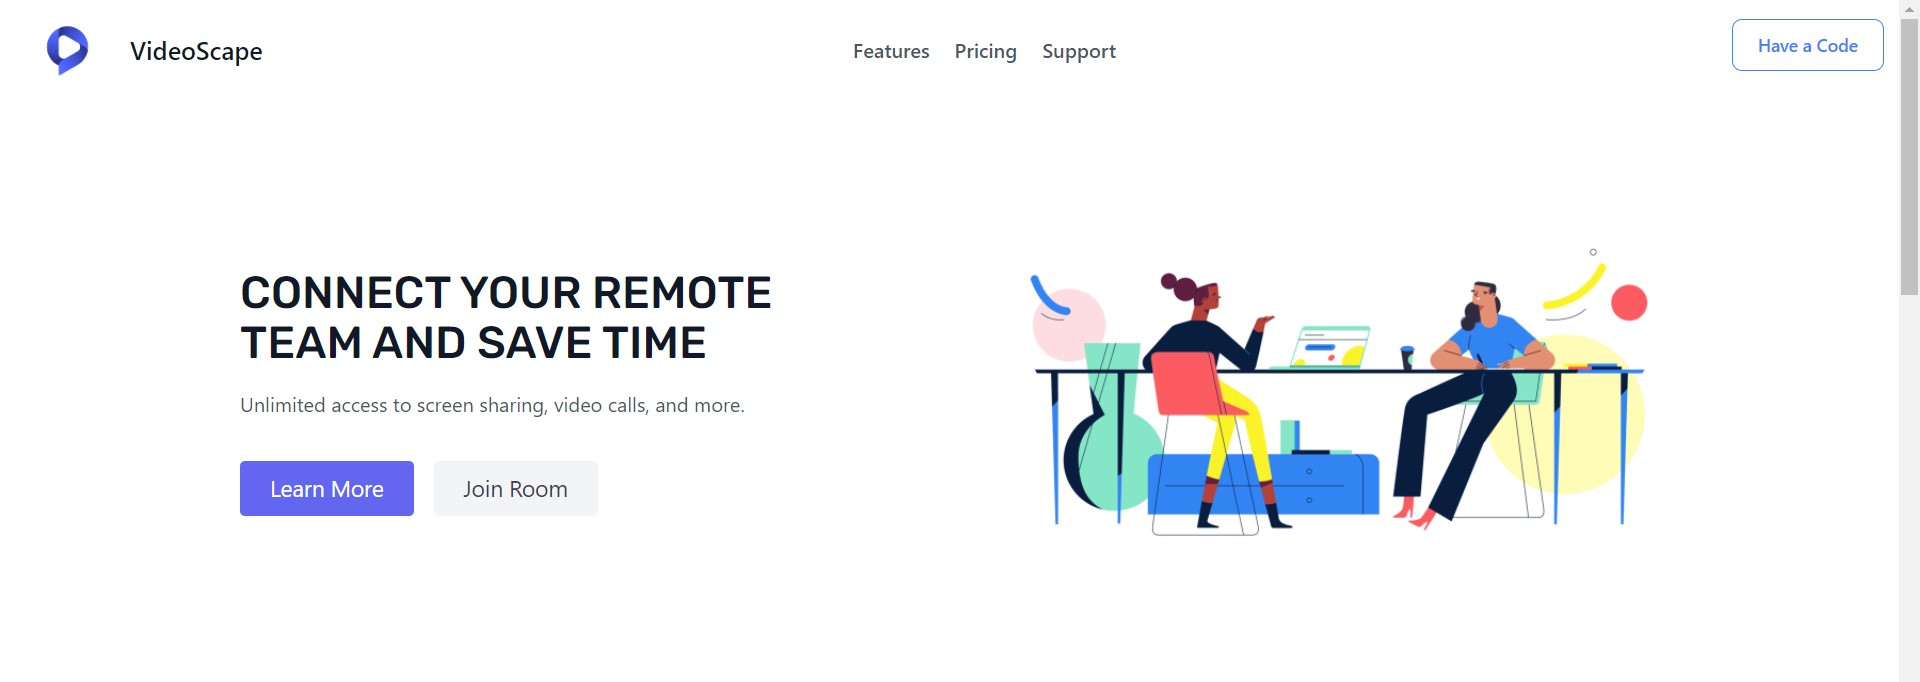 VideoScape
Features Pricing Support
Have a Code
CONNECT YOUR REMOTE
TEAM AND SAVE TIME
Unlimited access to screen sharing, video calls, and more.
Learn More
Join Room